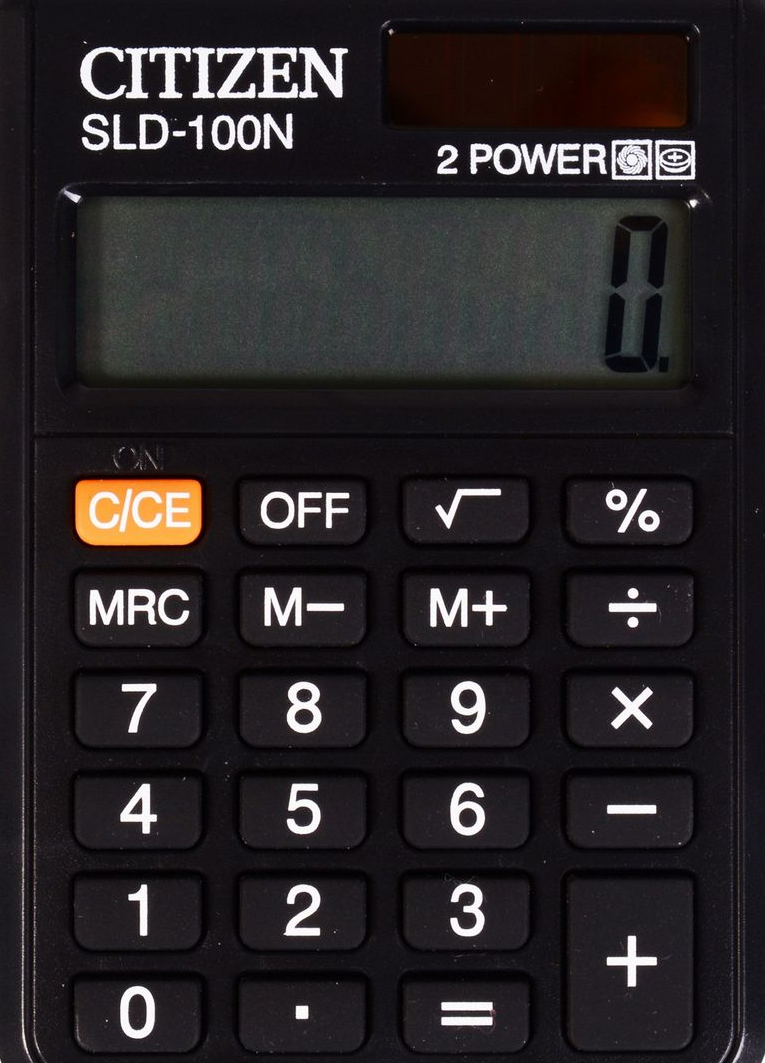 CITIZEN
SLD-100N
2 POWER
0.
ON
C/CE OFF √ %
MRC M− M+ ÷
7 8 9 ×
4 5 6 −
1 2 3 +
0 . =